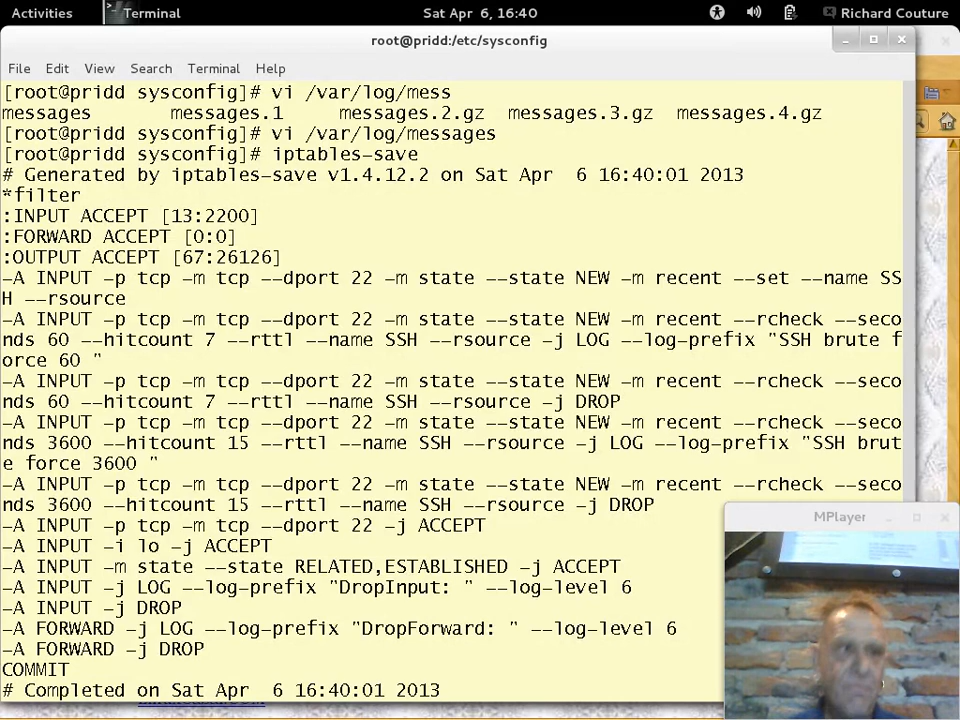 Activities Terminal Sat Apr 6, 16:40 Richard Couture
root@pridd:/etc/sysconfig
File Edit View Search Terminal Help
[root@pridd sysconfig]# vi /var/log/mess
messages messages.1 messages.2.gz messages.3.gz messages.4.gz
[root@pridd sysconfig]# vi /var/log/messages
[root@pridd sysconfig]# iptables-save
# Generated by iptables-save v1.4.12.2 on Sat Apr  6 16:40:01 2013
*filter
:INPUT ACCEPT [13:2200]
:FORWARD ACCEPT [0:0]
:OUTPUT ACCEPT [67:26126]
-A INPUT -p tcp -m tcp --dport 22 -m state --state NEW -m recent --set --name SS
H --rsource
-A INPUT -p tcp -m tcp --dport 22 -m state --state NEW -m recent --rcheck --seco
nds 60 --hitcount 7 --rttl --name SSH --rsource -j LOG --log-prefix "SSH brute f
orce 60 "
-A INPUT -p tcp -m tcp --dport 22 -m state --state NEW -m recent --rcheck --seco
nds 60 --hitcount 7 --rttl --name SSH --rsource -j DROP
-A INPUT -p tcp -m tcp --dport 22 -m state --state NEW -m recent --rcheck --seco
nds 3600 --hitcount 15 --rttl --name SSH --rsource -j LOG --log-prefix "SSH brut
e force 3600 "
-A INPUT -p tcp -m tcp --dport 22 -m state --state NEW -m recent --rcheck --seco
nds 3600 --hitcount 15 --rttl --name SSH --rsource -j DROP
-A INPUT -p tcp -m tcp --dport 22 -j ACCEPT
-A INPUT -i lo -j ACCEPT
-A INPUT -m state --state RELATED,ESTABLISHED -j ACCEPT
-A INPUT -j LOG --log-prefix "DropInput: " --log-level 6
-A INPUT -j DROP
-A FORWARD -j LOG --log-prefix "DropForward: " --log-level 6
-A FORWARD -j DROP
COMMIT
# Completed on Sat Apr  6 16:40:01 2013
MPlayer